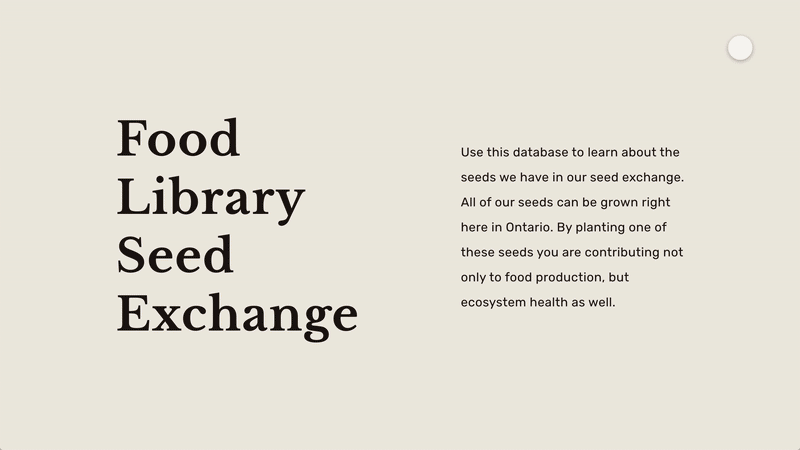 Food
Library
Seed
Exchange
Use this database to learn about the
seeds we have in our seed exchange.
All of our seeds can be grown right
here in Ontario. By planting one of
these seeds you are contributing not
only to food production, but
ecosystem health as well.